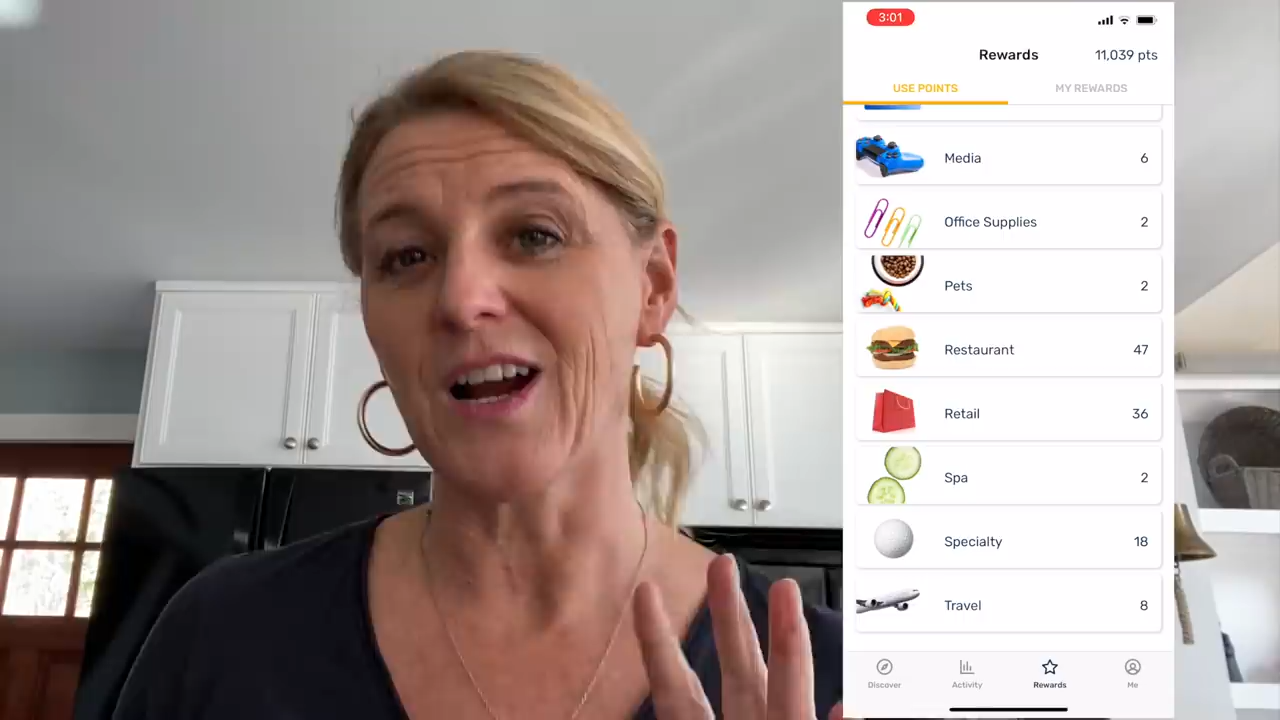 3:01
Rewards 11,039 pts
USE POINTS MY REWARDS
Media 6
Office Supplies 2
Pets 2
Restaurant 47
Retail 36
Spa 2
Specialty 18
Travel 8
Discover Activity Rewards Me